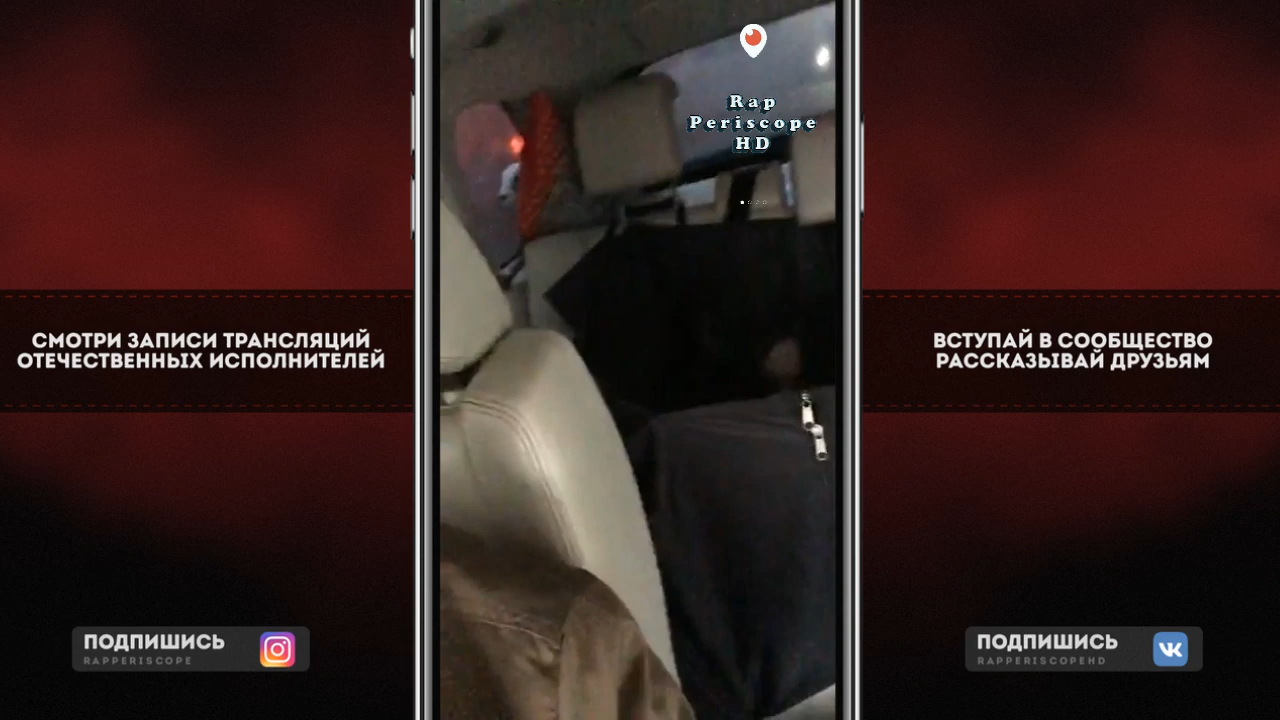 Rap
Periscope
HD
СМОТРИ ЗАПИСИ ТРАНСЛЯЦИЙ
ОТЕЧЕСТВЕННЫХ ИСПОЛНИТЕЛЕЙ
ВСТУПАЙ В СООБЩЕСТВО
РАССКАЗЫВАЙ ДРУЗЬЯМ
ПОДПИШИСЬ
RAPPERISCOPE
ПОДПИШИСЬ
RAPPERISCOPEHD